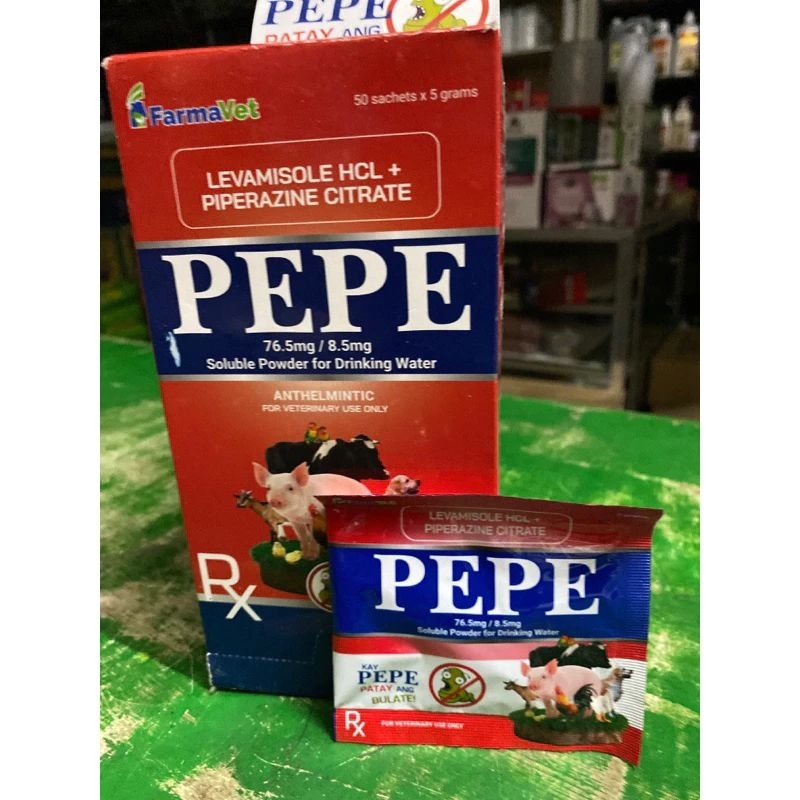 PEPE
PATAY ANG
FarmaVet
50 sachets x 5 grams
LEVAMISOLE HCL +
PIPERAZINE CITRATE
PEPE
76.5mg / 8.5mg
Soluble Powder for Drinking Water
ANTHELMINTIC
FOR VETERINARY USE ONLY
Rx
LEVAMISOLE HCL +
PIPERAZINE CITRATE
PEPE
76.5mg / 8.5mg
Soluble Powder for Drinking Water
KAY
PEPE
PATAY ANG
BULATE!
Rx
FOR VETERINARY USE ONLY